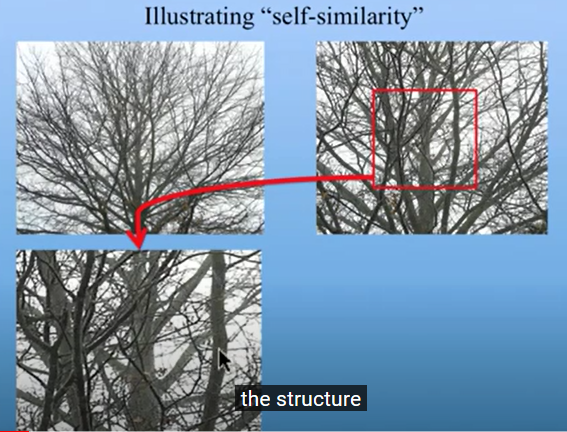 Illustrating “self-similarity”
the structure